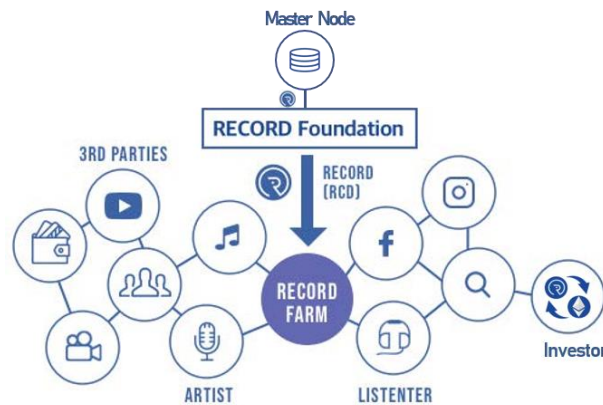 Master Node
RECORD Foundation
3RD PARTIES
RECORD
(RCD)
RECORD
FARM
Investor
ARTIST
LISTENTER